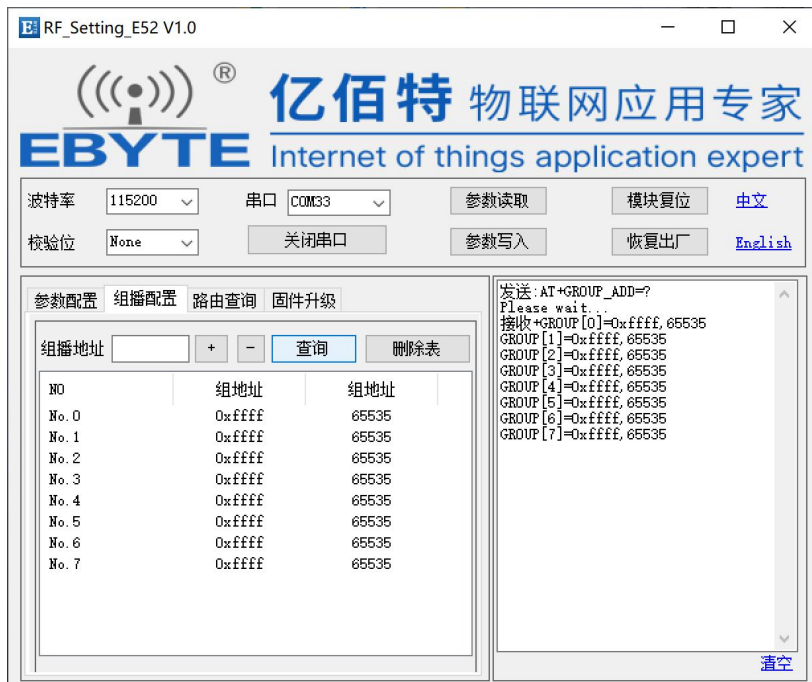 RF_Setting_E52 V1.0
®
EBYTE
亿佰特 物联网应用专家
Internet of things application expert
波特率 115200 串口 COM33 参数读取 模块复位 中文
校验位 None 关闭串口 参数写入 恢复出厂 English
参数配置 组播配置 路由查询 固件升级
组播地址 + - 查询 删除表
NO 组地址 组地址
No.0 0xffff 65535
No.1 0xffff 65535
No.2 0xffff 65535
No.3 0xffff 65535
No.4 0xffff 65535
No.5 0xffff 65535
No.6 0xffff 65535
No.7 0xffff 65535
发送:AT+GROUP_ADD=?
Please wait...
接收+GROUP[0]=0xffff,65535
GROUP[1]=0xffff,65535
GROUP[2]=0xffff,65535
GROUP[3]=0xffff,65535
GROUP[4]=0xffff,65535
GROUP[5]=0xffff,65535
GROUP[6]=0xffff,65535
GROUP[7]=0xffff,65535
清空